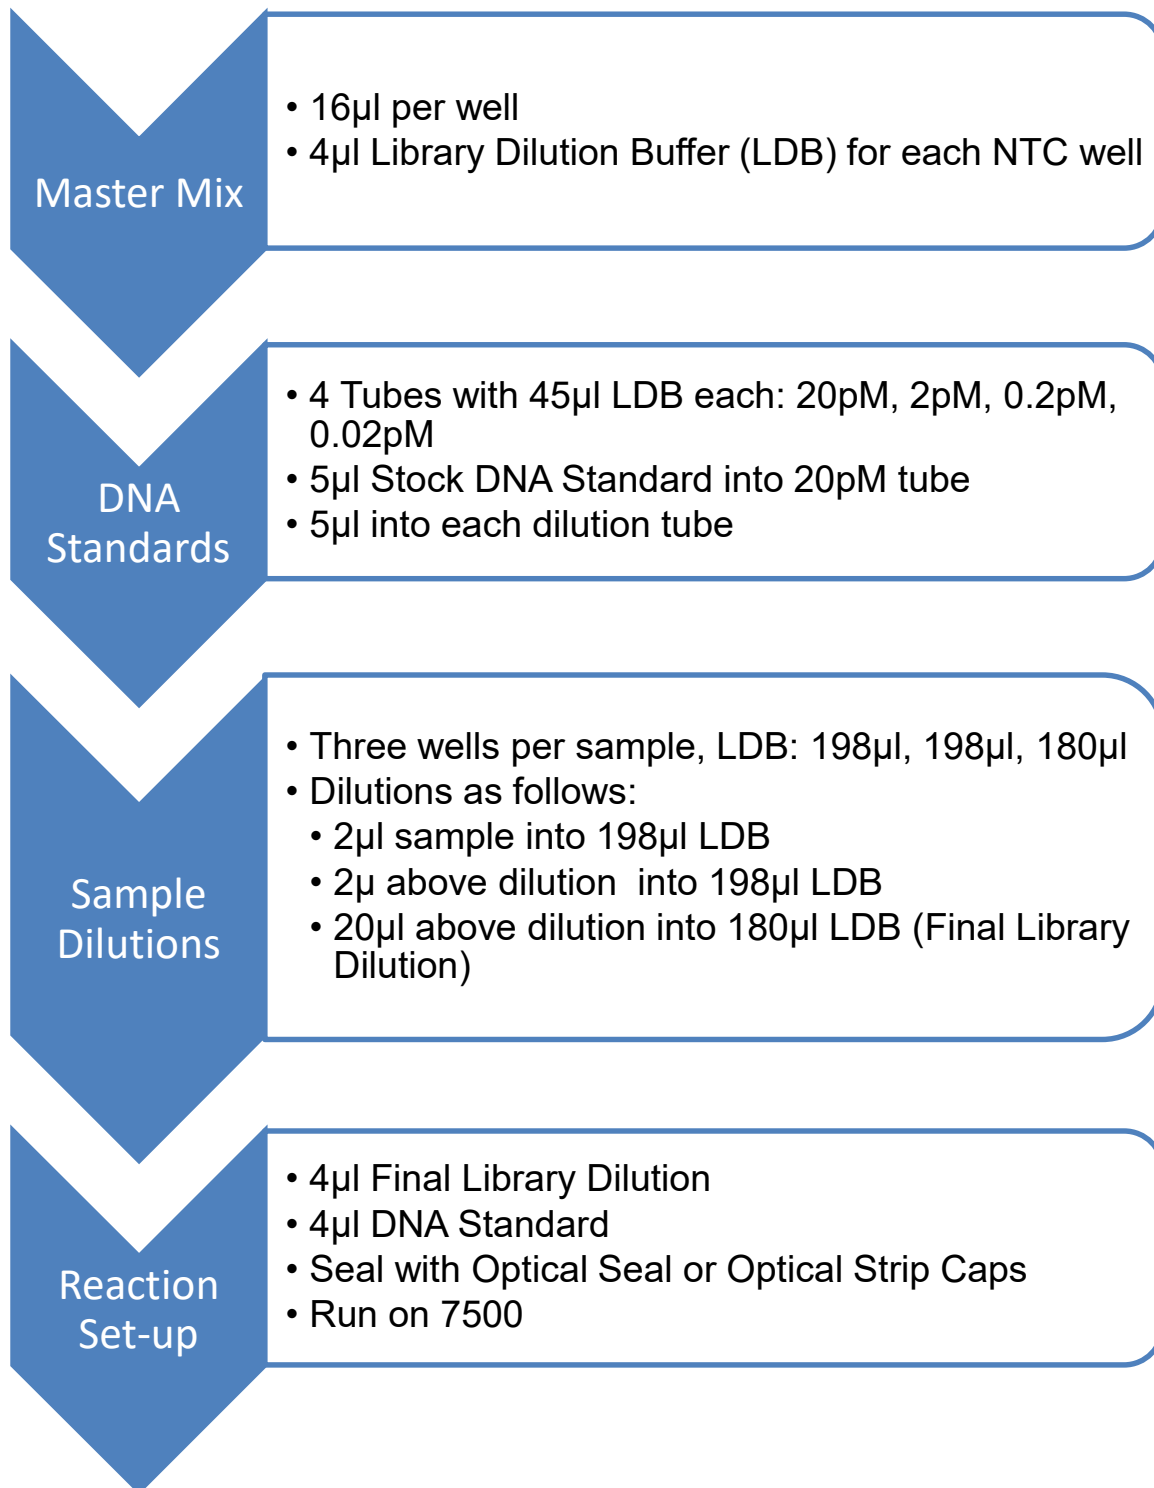 Master Mix
• 16µl per well
• 4µl Library Dilution Buffer (LDB) for each NTC well
DNA
Standards
• 4 Tubes with 45µl LDB each: 20pM, 2pM, 0.2pM,
0.02pM
• 5µl Stock DNA Standard into 20pM tube
• 5µl into each dilution tube
Sample
Dilutions
• Three wells per sample, LDB: 198µl, 198µl, 180µl
• Dilutions as follows:
• 2µl sample into 198µl LDB
• 2µ above dilution  into 198µl LDB
• 20µl above dilution into 180µl LDB (Final Library
Dilution)
Reaction
Set-up
• 4µl Final Library Dilution
• 4µl DNA Standard
• Seal with Optical Seal or Optical Strip Caps
• Run on 7500